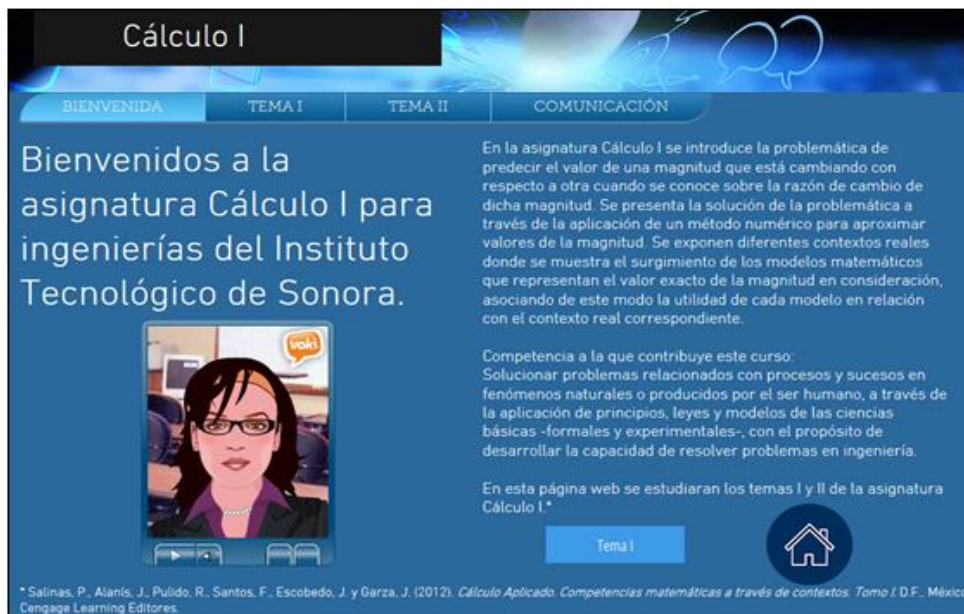 Cálculo I
BIENVENIDA
TEMA I
TEMA II
COMUNICACIÓN
Bienvenidos a la
asignatura Cálculo I para
ingenierías del Instituto
Tecnológico de Sonora.
voki
En la asignatura Cálculo I se introduce la problemática de
predecir el valor de una magnitud que está cambiando con
respecto a otra cuando se conoce sobre la razón de cambio de
dicha magnitud. Se presenta la solución de la problemática a
través de la aplicación de un método numérico para aproximar
valores de la magnitud. Se exponen diferentes contextos reales
donde se muestra el surgimiento de los modelos matemáticos
que representan el valor exacto de la magnitud en consideración,
asociando de este modo la utilidad de cada modelo en relación
con el contexto real correspondiente.
Competencia a la que contribuye este curso:
Solucionar problemas relacionados con procesos y sucesos en
fenómenos naturales o producidos por el ser humano, a través de
la aplicación de principios, leyes y modelos de las ciencias
básicas -formales y experimentales-, con el propósito de
desarrollar la capacidad de resolver problemas en ingeniería.
En esta página web se estudiaran los temas I y II de la asignatura
Cálculo I.*
Tema I
* Salinas, P., Alanís, J., Pulido, R., Santos, F., Escobedo, J. y Garza, J. (2012). Cálculo Aplicado. Competencias matemáticas a través de contextos. Tomo I. D.F., México
Cengage Learning Editores.